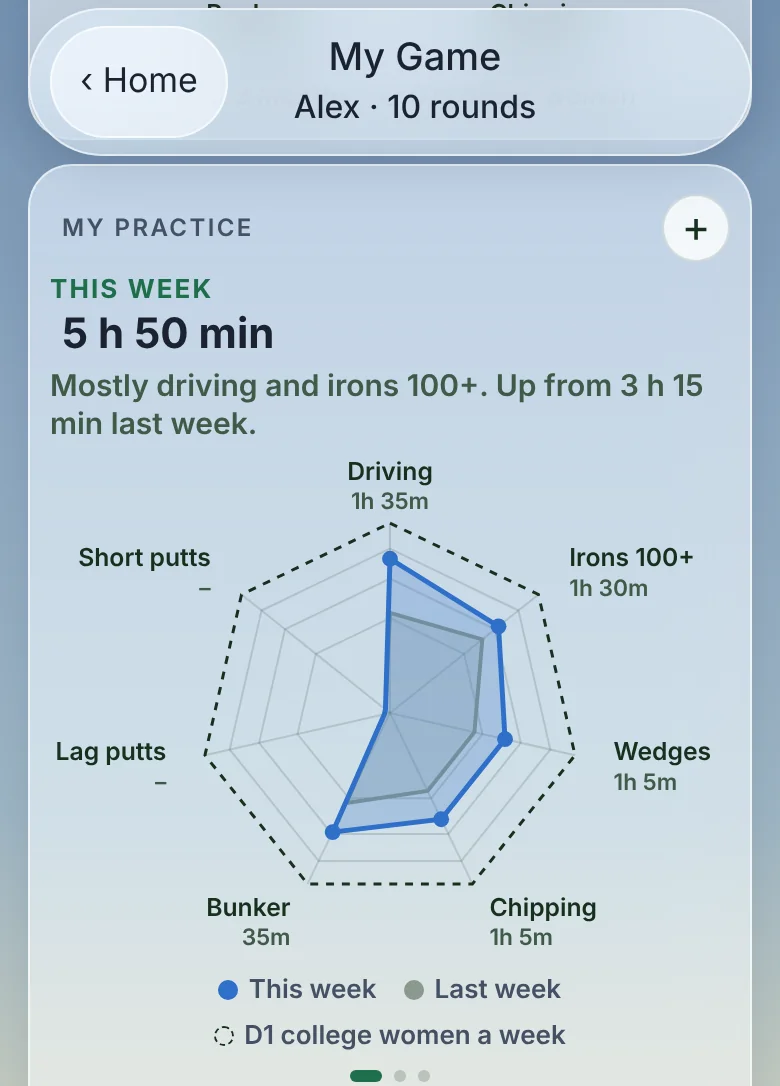 ‹ Home
My Game
Alex · 10 rounds
MY PRACTICE
+
THIS WEEK
5 h 50 min
Mostly driving and irons 100+. Up from 3 h 15
min last week.
Driving
1h 35m
Short putts
–
Irons 100+
1h 30m
Lag putts
–
Wedges
1h 5m
Bunker
35m
Chipping
1h 5m
This week
Last week
D1 college women a week